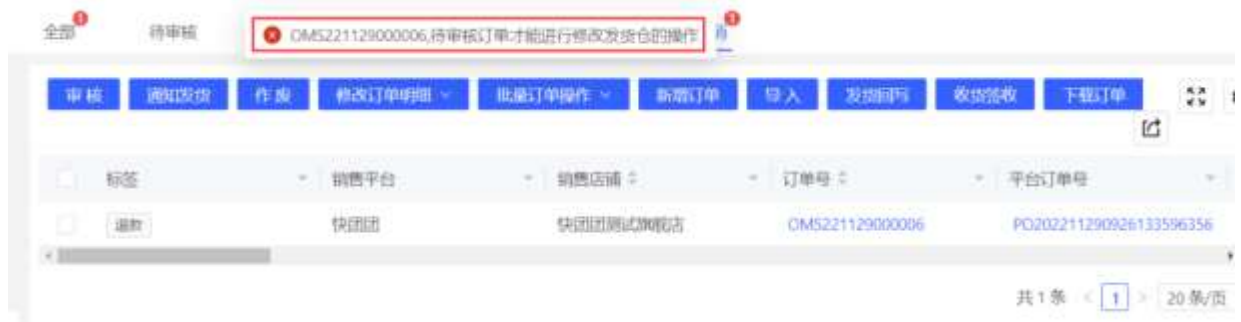 全部 1
待审核
OMS221129000006,待审核订单才能进行修改发货仓的操作
审核 通知发货 作废 修改订单明细 批量订单操作 新增订单 导入 发货回写 收货签收 下载订单
标签 销售平台 销售店铺 订单号 平台订单号
退款 快团团 快团团测试旗舰店 OMS221129000006 PO20221129092613359635​6
共 1 条 < 1 > 20 条/页